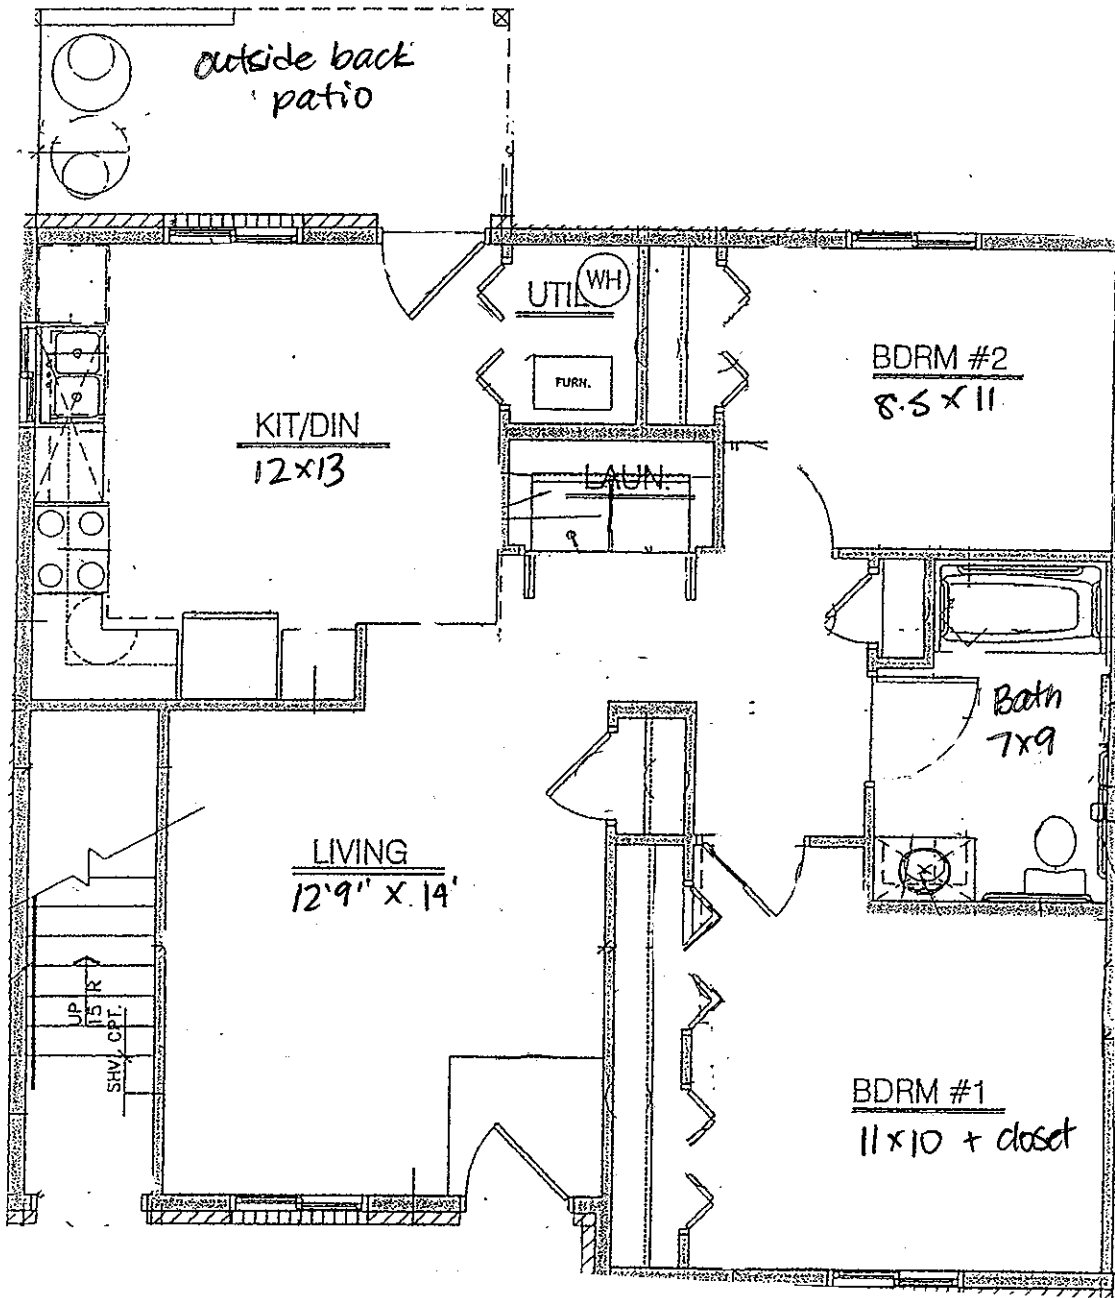 outside back
patio
UTIL
WH
FURN.
BDRM #2
8.5 x 11
KIT/DIN
12x13
LAUN.
Bath
7x9
LIVING
12'9" x 14'
UP
15 R
SHV. CPT.
BDRM #1
11x10 + closet